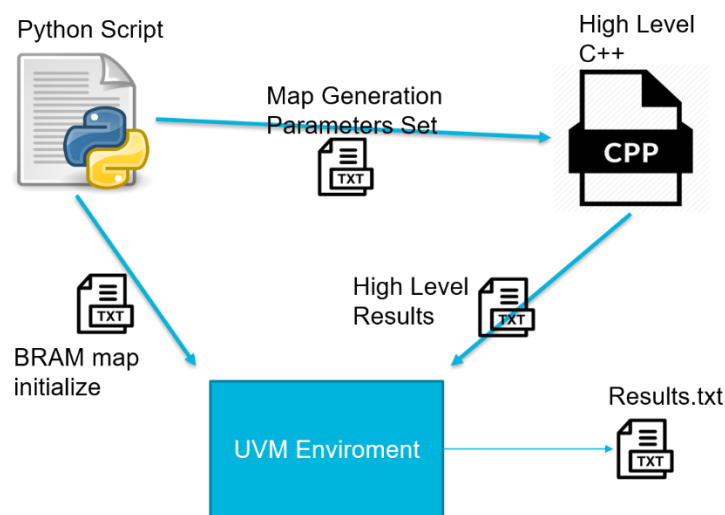 Python Script
High Level
C++
Map Generation
Parameters Set
TXT
CPP
TXT
BRAM map
initialize
High Level
Results
TXT
UVM Enviroment
Results.txt
TXT